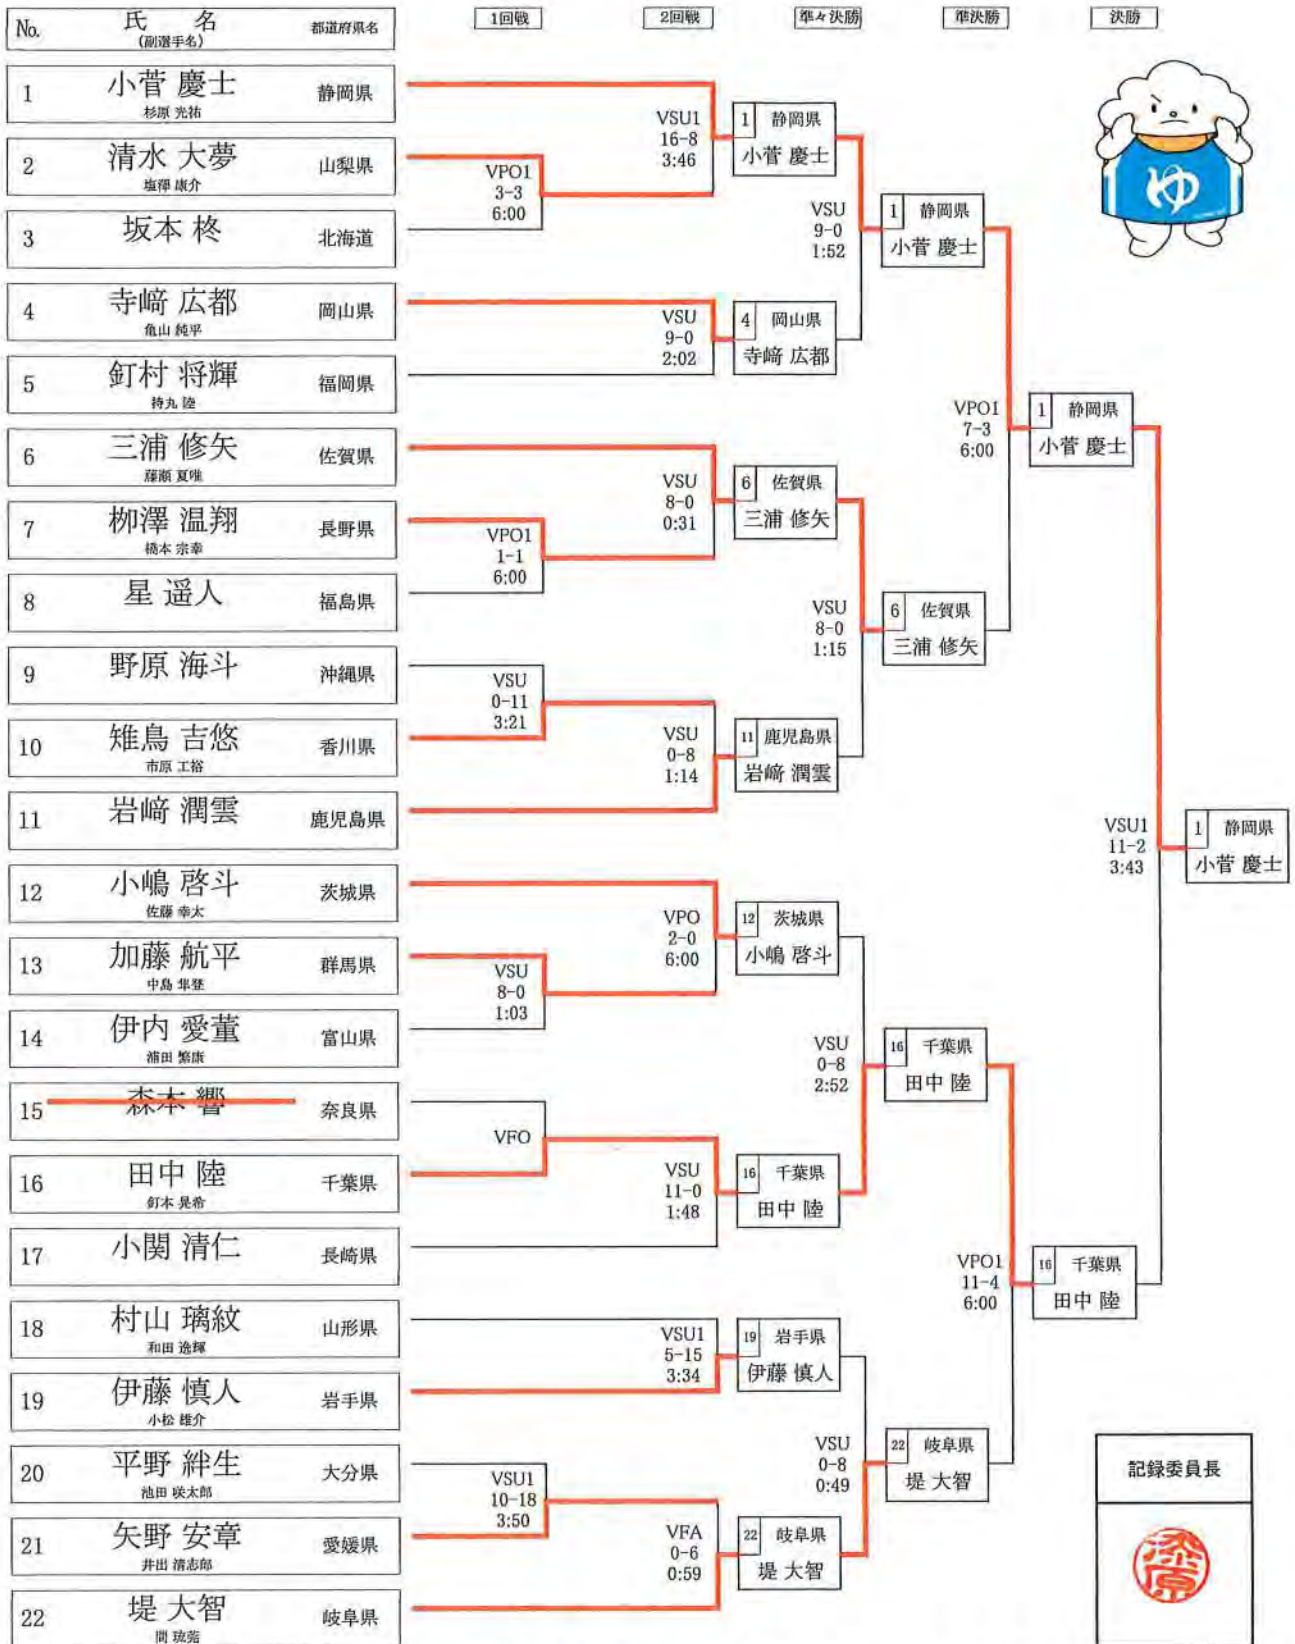 No. 氏 名 都道府県名 1回戦 2回戦 準々決勝 準決勝 決勝
(副選手名)
1 小菅 慶士 静岡県
杉原 光祐
2 清水 大夢 山梨県
塩澤 康介
3 坂本 柊 北海道
4 寺﨑 広都 岡山県
亀山 純平
5 釘村 将輝 福岡県
持丸 陸
6 三浦 修矢 佐賀県
藤瀬 夏唯
7 栁澤 温翔 長野県
橋本 宗幸
8 星 遥人 福島県
9 野原 海斗 沖縄県
10 雉鳥 吉悠 香川県
市原 工裕
11 岩﨑 潤雲 鹿児島県
12 小嶋 啓斗 茨城県
佐藤 幸太
13 加藤 航平 群馬県
中島 隼登
14 伊内 愛董 富山県
浦田 繁康
15 森本 響 奈良県
16 田中 陸 千葉県
釘本 晃希
17 小関 清仁 長崎県
18 村山 璃紋 山形県
和田 逸輝
19 伊藤 慎人 岩手県
小松 雄介
20 平野 絆生 大分県
池田 咲太郎
21 矢野 安章 愛媛県
井出 清志郎
22 堤 大智 岐阜県
VPO1
3-3
6:00
VPO1
1-1
6:00
VSU
0-11
3:21
VSU
8-0
1:03
VFO
VSU1
10-18
3:50
VSU1
16-8
3:46
VSU
9-0
2:02
VSU
8-0
0:31
VSU
0-8
1:14
VPO
2-0
6:00
VSU
11-0
1:48
VSU1
5-15
3:34
VFA
0-6
0:59
1 静岡県
小菅 慶士
4 岡山県
寺﨑 広都
6 佐賀県
三浦 修矢
11 鹿児島県
岩﨑 潤雲
12 茨城県
小嶋 啓斗
16 千葉県
田中 陸
19 岩手県
伊藤 慎人
22 岐阜県
堤 大智
VSU
9-0
1:52
VSU
8-0
1:15
VSU
0-8
2:52
VSU
0-8
0:49
1 静岡県
小菅 慶士
6 佐賀県
三浦 修矢
16 千葉県
田中 陸
22 岐阜県
堤 大智
VPO1
7-3
6:00
VPO1
11-4
6:00
1 静岡県
小菅 慶士
16 千葉県
田中 陸
VSU1
11-2
3:43
1 静岡県
小菅 慶士
ゆ
記録委員長
漆原